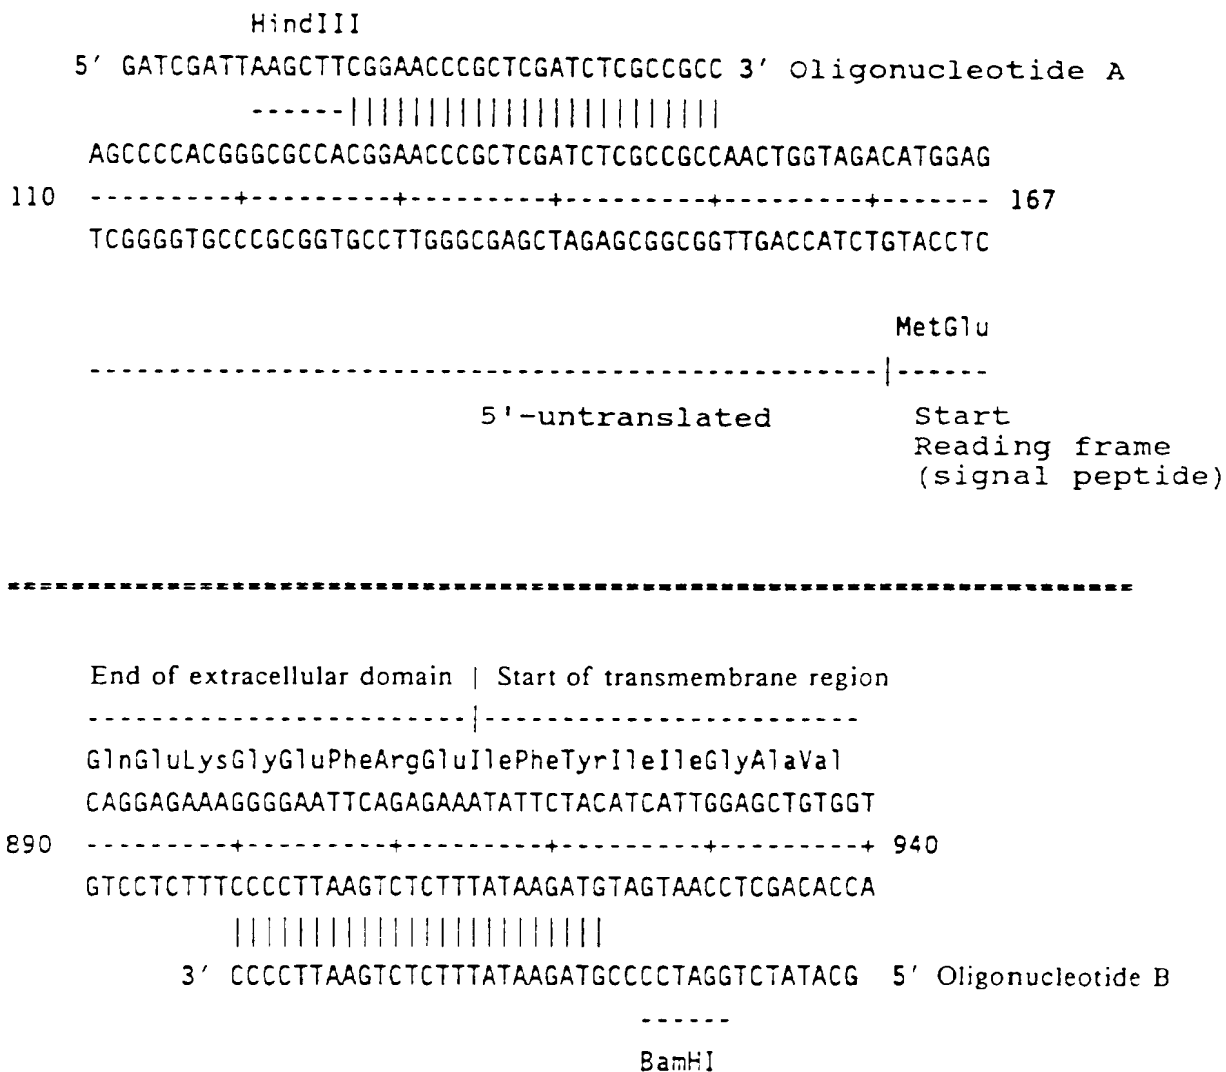 HindIII
5′ GATCGATTAAGCTTCGGAACCCGCTCGATCTCGCCGCC 3′ Oligonucleotide A
------||||||||||||||||||||||||
AGCCCCACGGGCGCCACGGAACCCGCTCGATCTCGCCGCCAACTGGTAGACATGGAG
110 ---------+---------+---------+---------+---------+------- 167
TCGGGGTGCCCGCGGTGCCTTGGGCGAGCTAGAGCGGCGGTTGACCATCTGTACCTC
MetGlu
--------------------------------------------------|------
5'-untranslated Start
Reading frame
(signal peptide)
========================================================================
End of extracellular domain | Start of transmembrane region
------------------------|------------------------
GlnGluLysGlyGluPheArgGluIlePheTyrIleIleGlyAlaVal
CAGGAGAAAGGGGAATTCAGAGAAATATTCTACATCATTGGAGCTGTGGT
890 ---------+---------+---------+---------+---------+ 940
GTCCTCTTTCCCCTTAAGTCTCTTTATAAGATGTAGTAACCTCGACACCA
||||||||||||||||||||||||
3′ CCCCTTAAGTCTCTTTATAAGATGCCCCTAGGTCTATACG 5′ Oligonucleotide B
------
BamHI